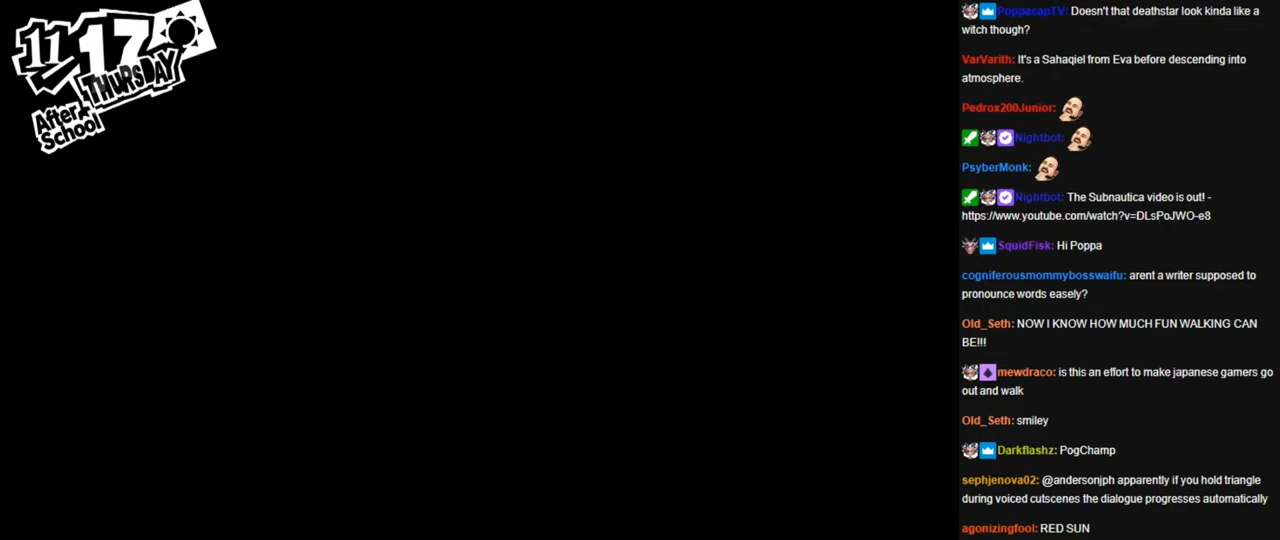 11 17
THURSDAY
After
School
PoppacapTV: Doesn't that deathstar look kinda like a
witch though?
VarVarith: It's a Sahaqiel from Eva before descending into
atmosphere.
Pedrox200Junior:
Nightbot:
PsyberMonk:
Nightbot: The Subnautica video is out! -
https://www.youtube.com/watch?v=DLsPoJWO-e8
SquidFisk: Hi Poppa
cogniferousmommybosswaifu: arent a writer supposed to
pronounce words easely?
Old_Seth: NOW I KNOW HOW MUCH FUN WALKING CAN
BE!!!
mewdraco: is this an effort to make japanese gamers go
out and walk
Old_Seth: smiley
Darkflashz: PogChamp
sephjenova02: @andersonjph apparently if you hold triangle
during voiced cutscenes the dialogue progresses automatically
agonizingfool: RED SUN